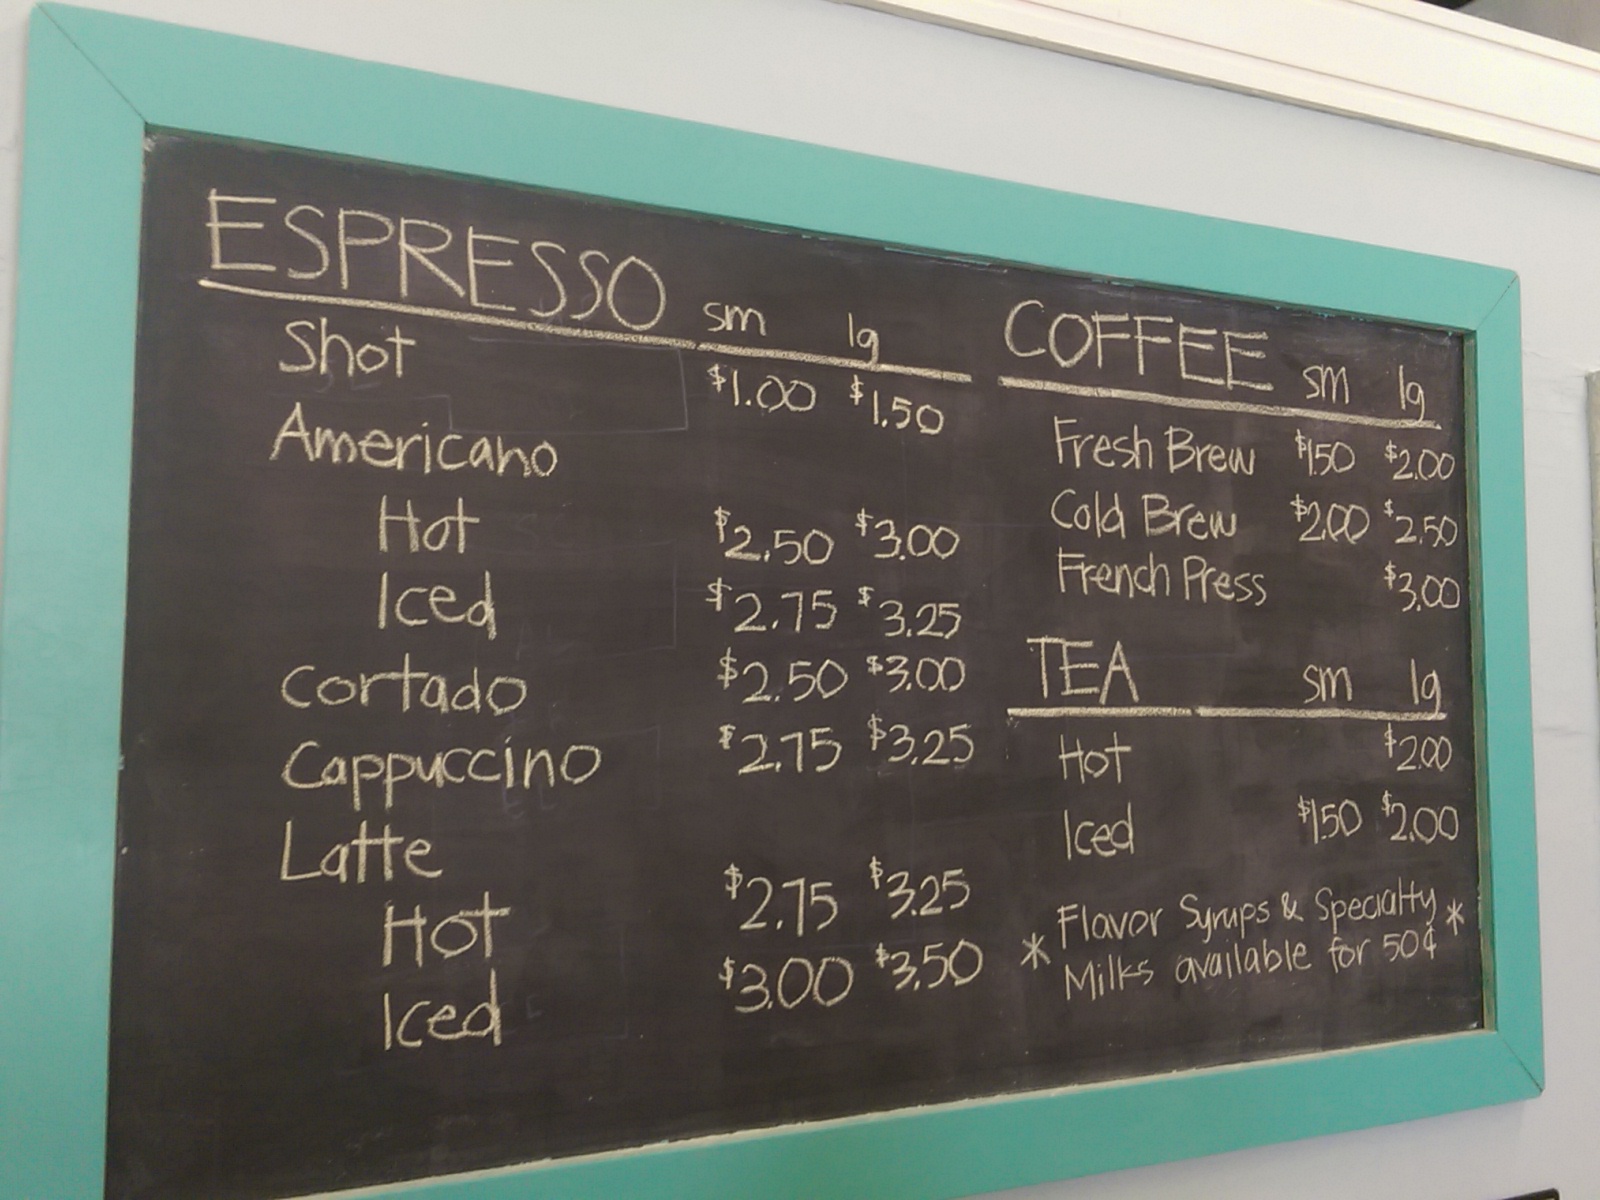 ESPRESSO sm lg
Shot $1.00 $1.50
Americano
Hot $2.50 $3.00
Iced $2.75 $3.25
Cortado $2.50 $3.00
Cappuccino $2.75 $3.25
Latte
Hot $2.75 $3.25
Iced $3.00 $3.50
COFFEE sm lg
Fresh Brew $1.50 $2.00
Cold Brew $2.00 $2.50
French Press $3.00
TEA sm lg
Hot $2.00
Iced $1.50 $2.00
* Flavor Syrups & Specialty *
Milks available for 50¢